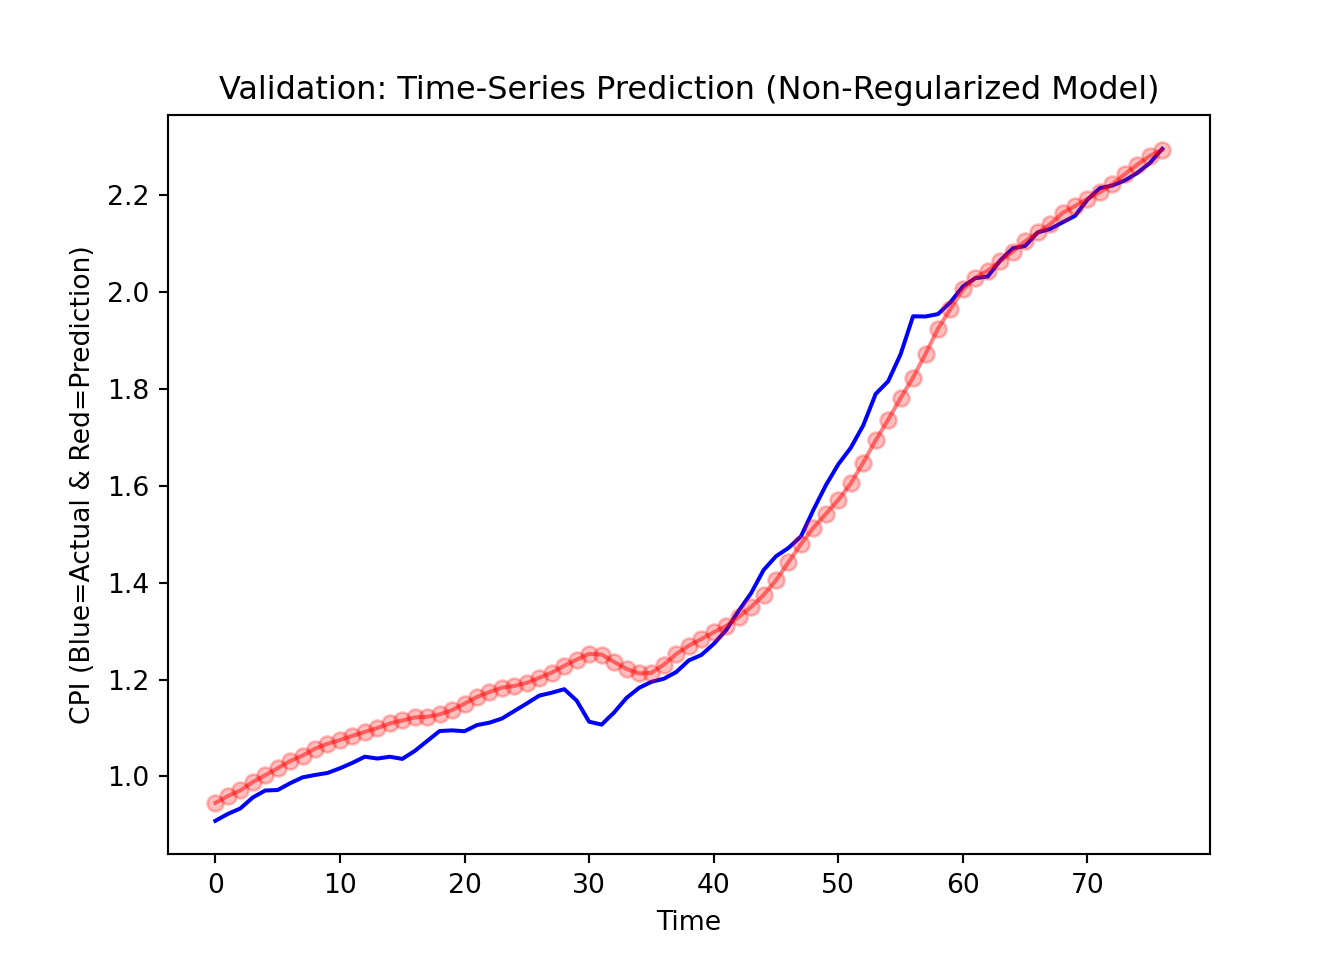 Validation: Time-Series Prediction (Non-Regularized Model)
CPI (Blue=Actual & Red=Prediction)
2.2
2.0
1.8
1.6
1.4
1.2
1.0
0 10 20 30 40 50 60 70
Time